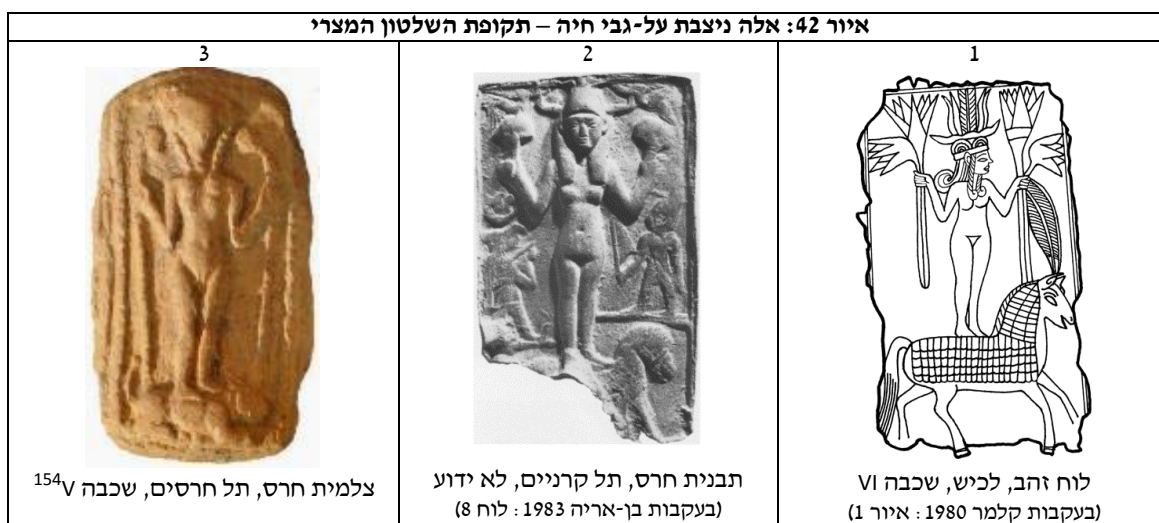 איור 42: אלה ניצבת על-גבי חיה – תקופת השלטון המצרי
1
2
3
לוח זהב, לכיש, שכבה VI
(בעקבות קלמר 1980: איור 1)
תבנית חרס, תל קרניים, לא ידוע
(בעקבות בן-אריה 1983: לוח 8)
צלמית חרס, תל חרסים, שכבה V154